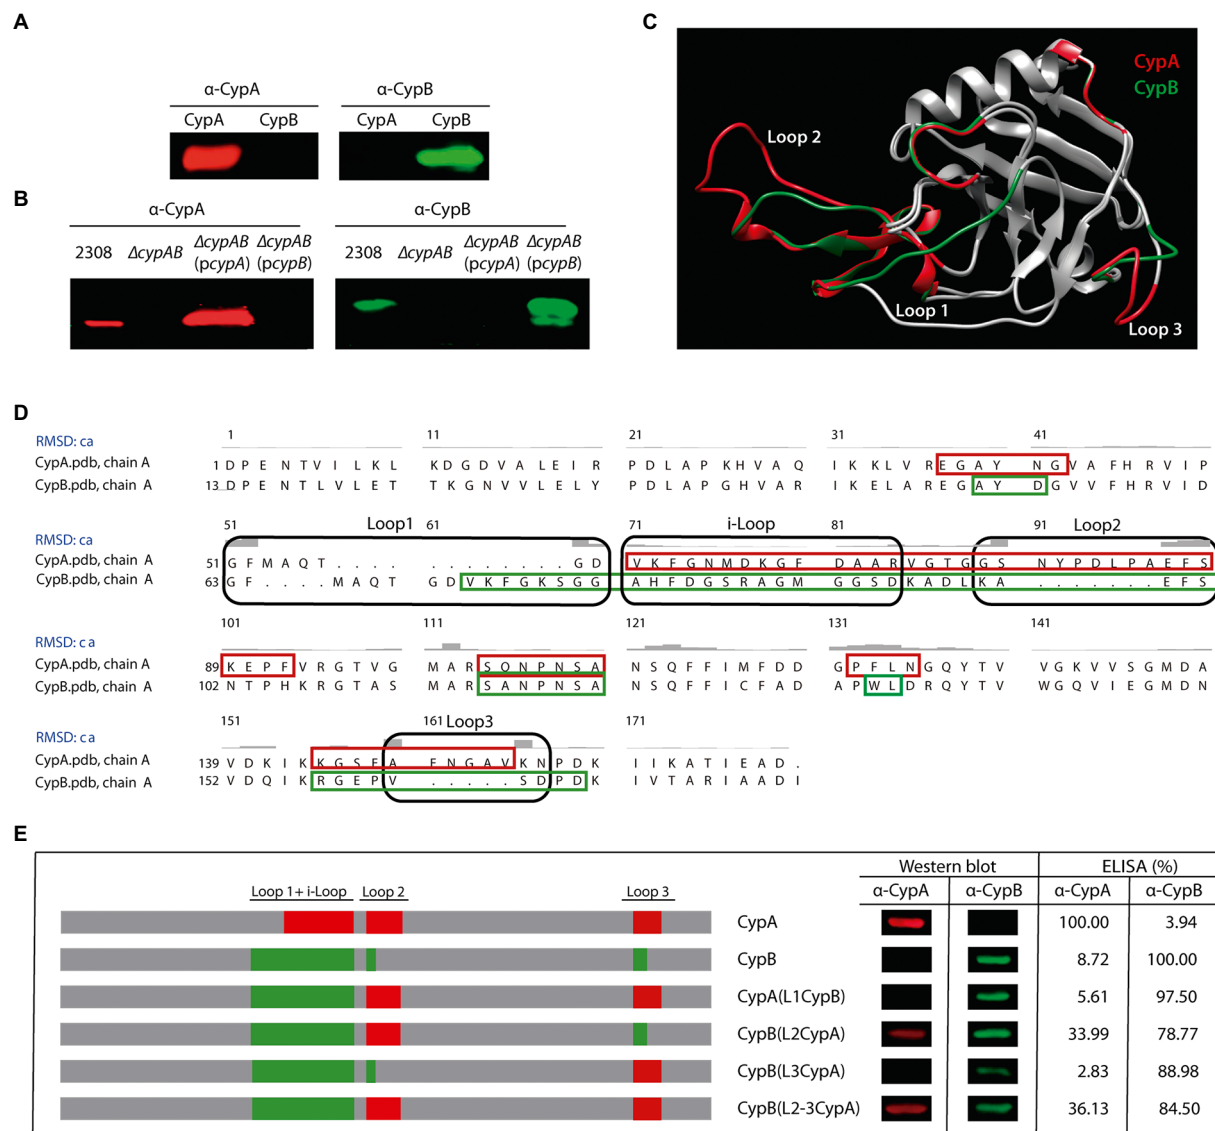 A
α-CypA
α-CypB
CypA CypB
CypA CypB
B
α-CypA
α-CypB
2308 ΔcypAB ΔcypAB (pcypA) ΔcypAB (pcypB)
2308 ΔcypAB ΔcypAB (pcypA) ΔcypAB (pcypB)
C
CypA
CypB
Loop 2
Loop 1
Loop 3
D
1 11 21 31 41
RMSD: ca
CypA.pdb, chain A 1 D P E N T V I L K L K D G D V A L E I R P D L A P K H V A Q I K K L V R E G A Y N G V A F H R V I P
CypB.pdb, chain A 13 D P E N T L V L E T T K G N V V E L Y P D L A P G H V A R I K E L A R E G A Y D G V V F H R V I D
51 Loop1 61 71 i-Loop 81 91 Loop2
RMSD: ca
CypA.pdb, chain A 51 G F M A Q T . . . . . . . . . . . . G D V K F G N M D K G F D A A R V G T G G S N Y P D L P A E F S
CypB.pdb, chain A 63 G F . . . . M A Q T G D V K F G K S G G A H F D G S R A G M G G S D K A D L K A . . . . . . . E F S
101 111 121 131 141
RMSD: ca
CypA.pdb, chain A 89 K E P F V R G T V G M A R S Q N P N S A N S Q F F I M F D D G P F L N G Q Y T V V G K V V S G M D A
CypB.pdb, chain A 102 N T P H K R G T A S M A R S A N P N S A N S Q F F I C F A D A P W L D R Q Y T V W G Q V I E G M D N
151 161 Loop3 171
RMSD: ca
CypA.pdb, chain A 139 V D K I K K G S F A F N G A V K N P D K I I K A T I E A D .
CypB.pdb, chain A 152 V D Q I K R G E P V . . . . . S D P D K I V T A R I A A D I
E
Western blot ELISA (%)
Loop 1 + i-Loop Loop 2 Loop 3
α-CypA α-CypB α-CypA α-CypB
CypA 100.00 3.94
CypB 8.72 100.00
CypA(L1CypB) 5.61 97.50
CypB(L2CypA) 33.99 78.77
CypB(L3CypA) 2.83 88.98
CypB(L2-3CypA) 36.13 84.50